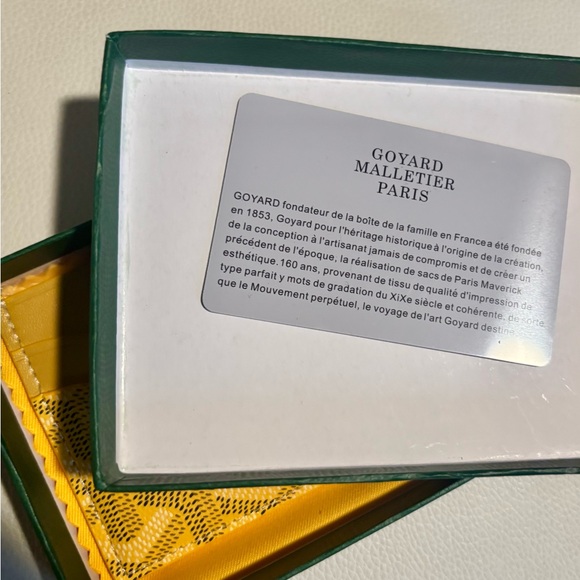 GOYARD
MALLETIER
PARIS
GOYARD fondateur de la boîte de la famille en Francea été fondée
en 1853, Goyard pour l'héritage historique à l'origine de la création,
de la conception à l'artisanat jamais de compromis et de créer un
précédent de l'époque, la réalisation de sacs de Paris Maverick
esthétique.160 ans, provenant de tissu de qualité d'impression de
type parfait y mots de gradation du XiXe siècle et cohérente, de sorte
que le Mouvement perpétuel, le voyage de l'art Goyard